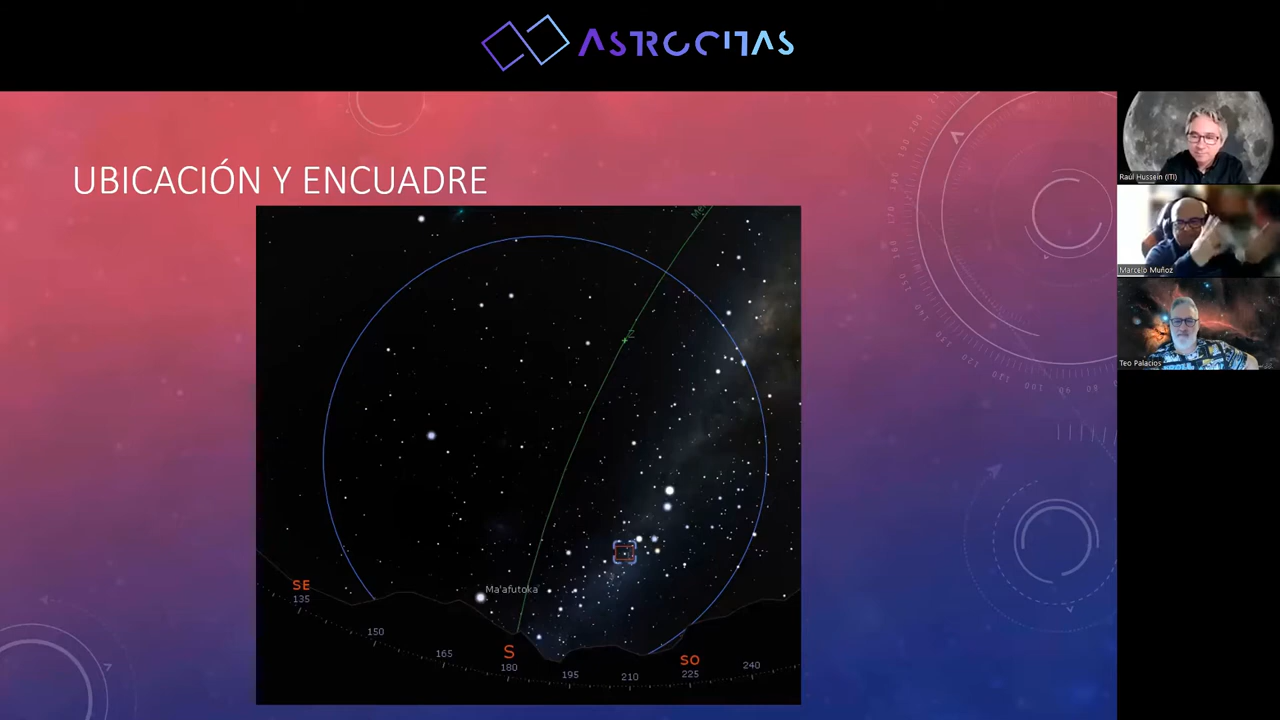 ASTROCITAS
UBICACIÓN Y ENCUADRE
Z
Ma'afutoka
SE
135
150
165
S
180
195
210
SO
225
240
Raúl Hussein (ITI)
Marcelo Muñoz
Teo Palacios